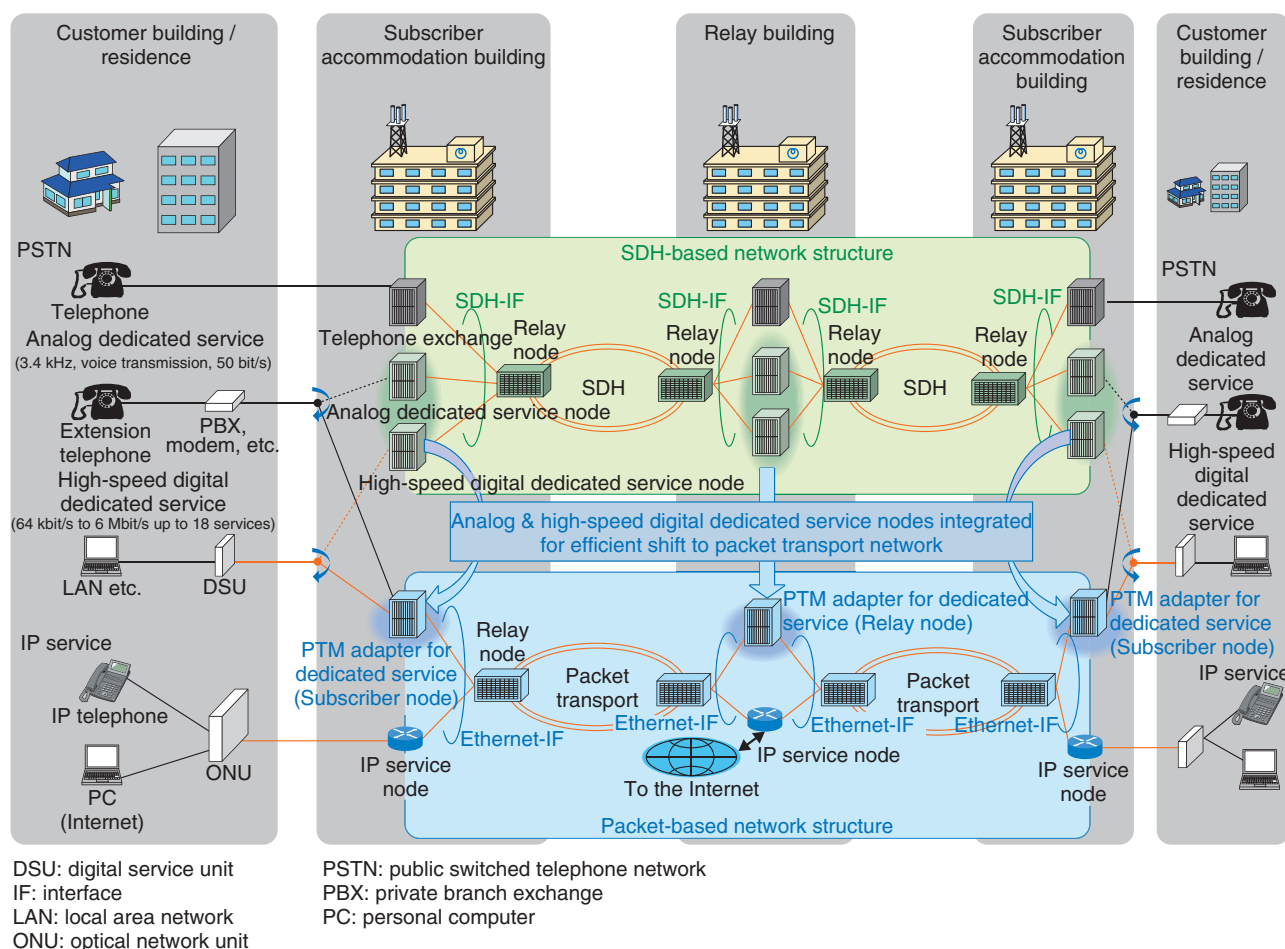 Customer building /
residence
Subscriber
accommodation building
Relay building
Subscriber
accommodation
building
Customer
building /
residence
SDH-based network structure
PSTN
Telephone
Analog dedicated service
(3.4 kHz, voice transmission, 50 bit/s)
Extension
telephone
PBX,
modem, etc.
High-speed digital
dedicated service
(64 kbit/s to 6 Mbit/s up to 18 services)
LAN etc.
DSU
IP service
IP telephone
PC
(Internet)
ONU
Telephone exchange
SDH-IF
Relay
node
Analog dedicated service node
High-speed digital dedicated service node
SDH
Relay
node
SDH-IF
SDH-IF
Relay
node
SDH
Relay
node
SDH-IF
PSTN
Analog
dedicated
service
High-speed
digital
dedicated
service
Analog & high-speed digital dedicated service nodes integrated
for efficient shift to packet transport network
PTM adapter for
dedicated service
(Subscriber node)
Relay
node
Packet
transport
Ethernet-IF
Ethernet-IF
PTM adapter for dedicated
service (Relay node)
Ethernet-IF
Packet
transport
Ethernet-IF
PTM adapter for
dedicated service
(Subscriber node)
IP service
IP service
node
To the Internet
IP service node
IP service
node
Packet-based network structure
DSU: digital service unit
IF: interface
LAN: local area network
ONU: optical network unit
PSTN: public switched telephone network
PBX: private branch exchange
PC: personal computer